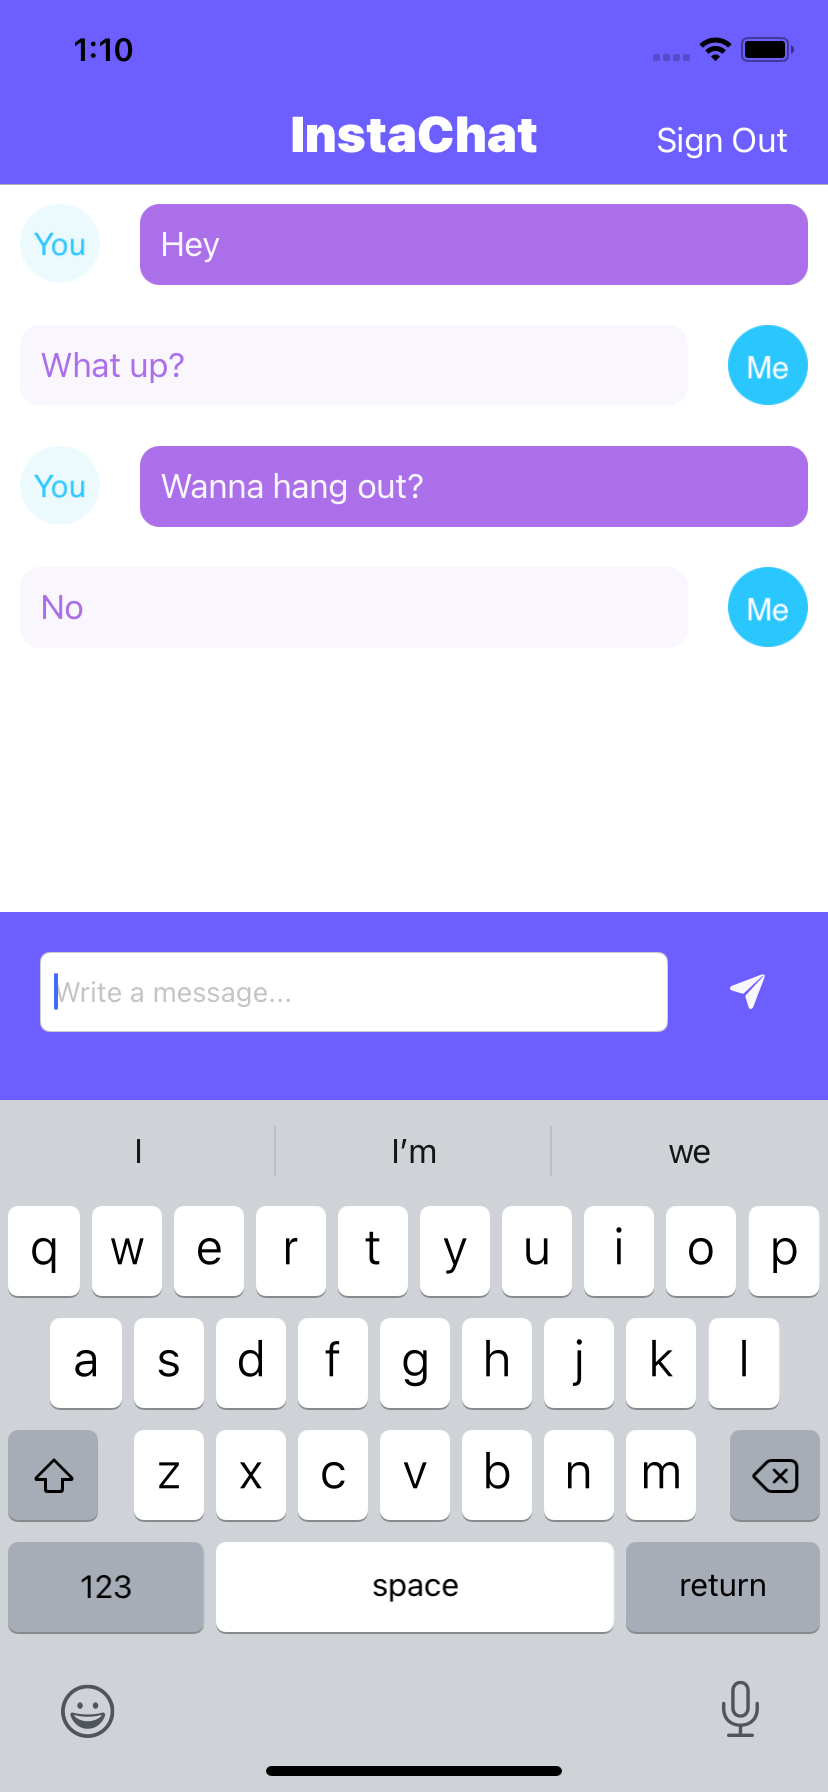 1:10
InstaChat
Sign Out
You
Hey
What up?
Me
You
Wanna hang out?
No
Me
Write a message...
I I'm we
q w e r t y u i o p
a s d f g h j k l
z x c v b n m
123 space return